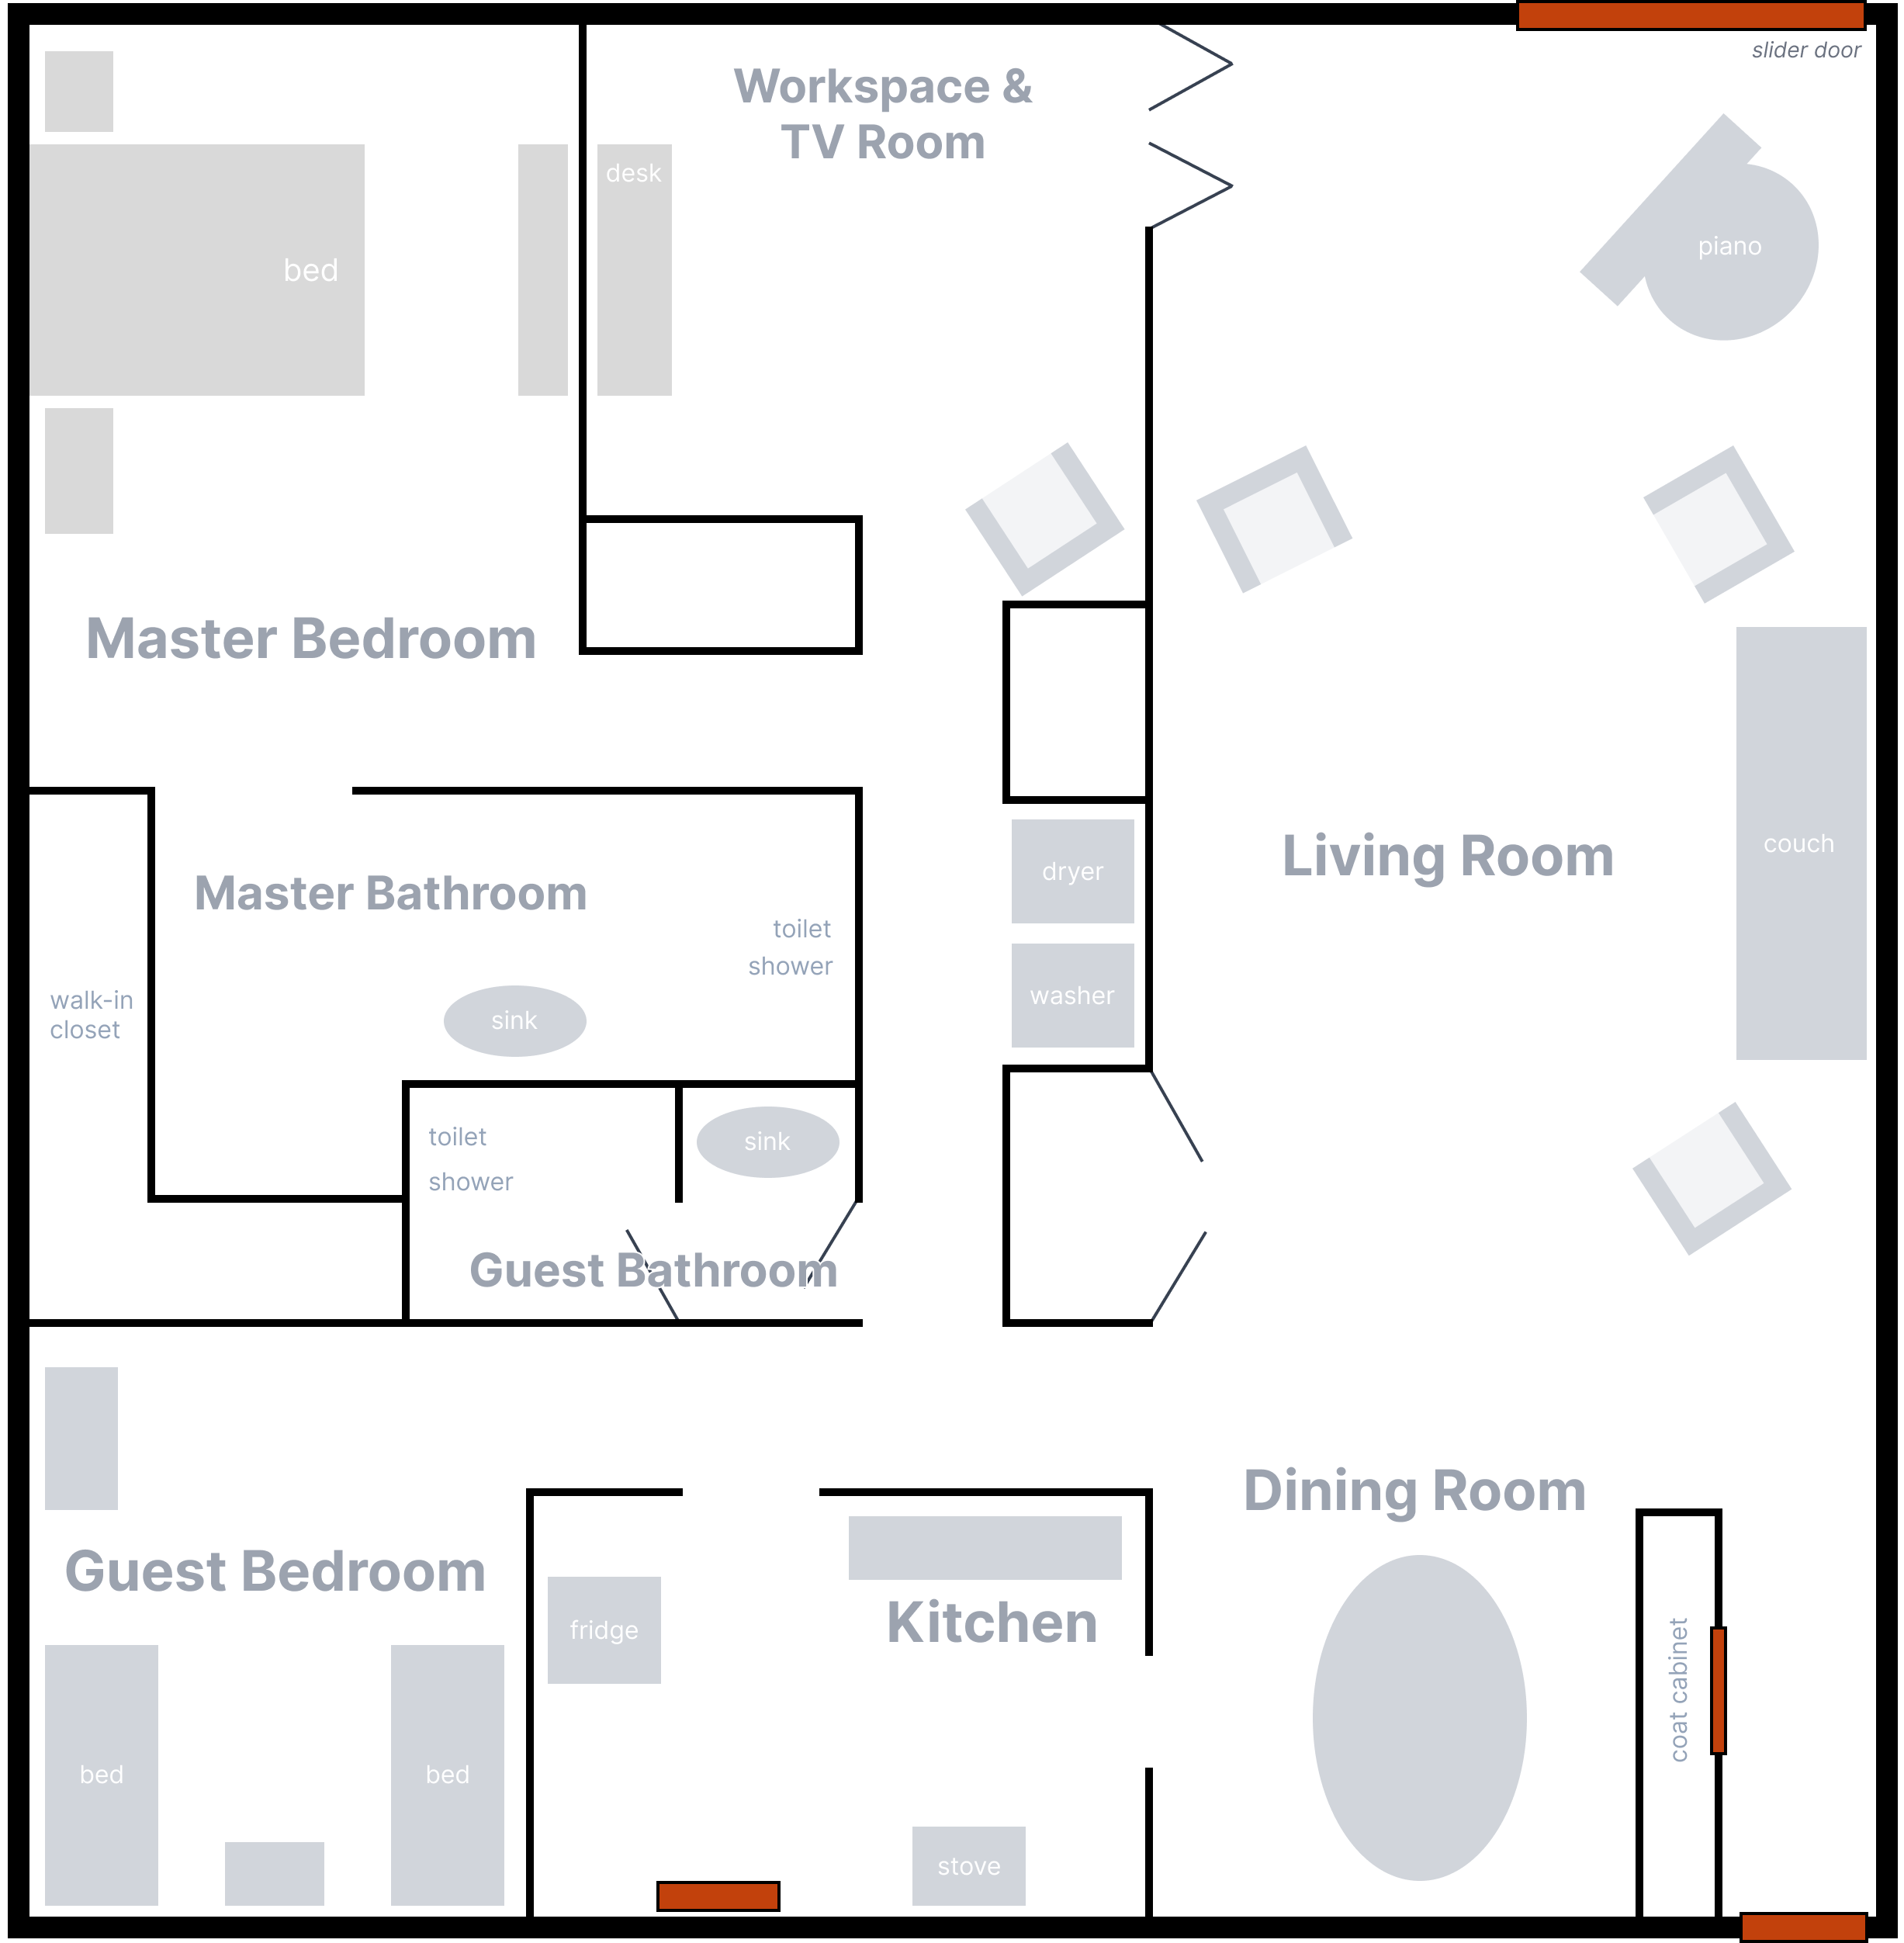 Workspace &
TV Room
slider door
desk
bed
piano
Master Bedroom
Living Room
couch
dryer
Master Bathroom
toilet
shower
washer
walk-in
closet
sink
toilet
shower
sink
Guest Bathroom
Dining Room
Guest Bedroom
fridge
Kitchen
coat cabinet
bed
bed
stove